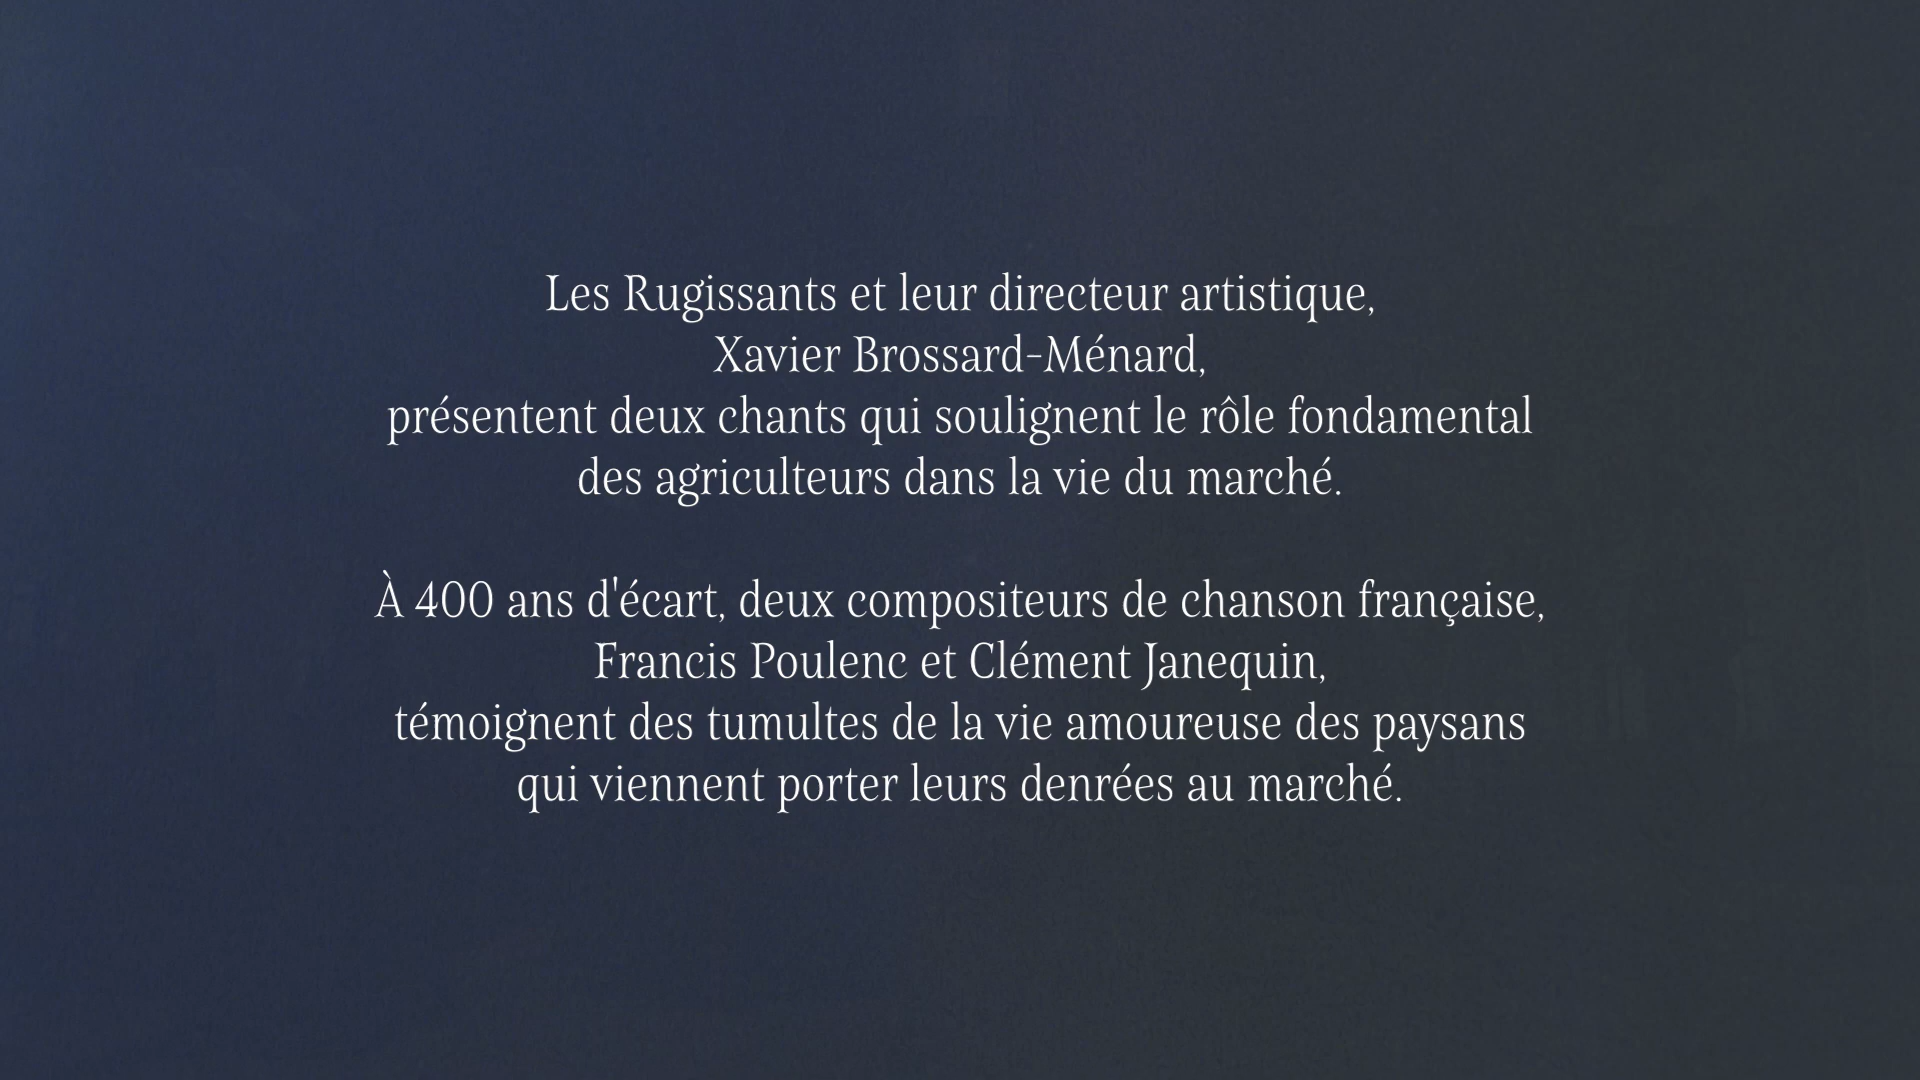 Les Rugissants et leur directeur artistique,
Xavier Brossard-Ménard,
présentent deux chants qui soulignent le rôle fondamental
des agriculteurs dans la vie du marché.
À 400 ans d'écart, deux compositeurs de chanson française,
Francis Poulenc et Clément Janequin,
témoignent des tumultes de la vie amoureuse des paysans
qui viennent porter leurs denrées au marché.